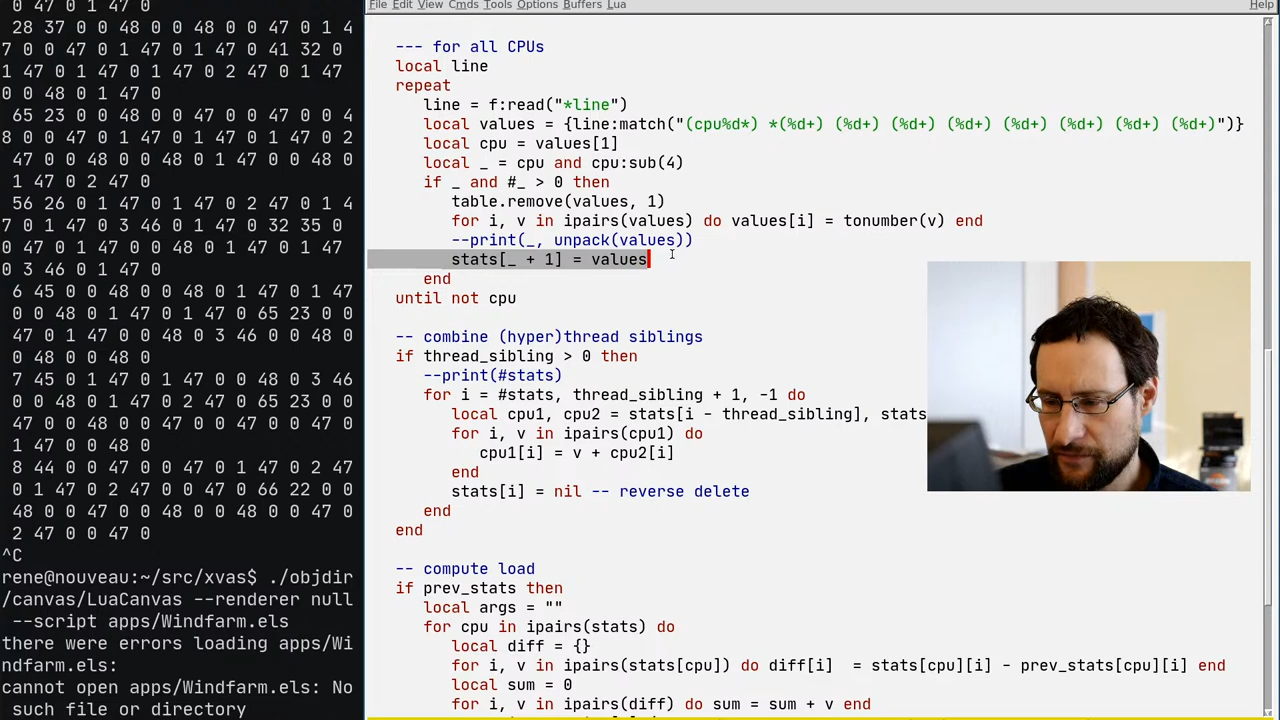 0 47 0 1 47 0
28 37 0 0 48 0 0 48 0 0 47 0 1 4
7 0 0 47 0 1 47 0 1 47 0 41 32 0
1 47 0 1 47 0 1 47 0 2 47 0 1 47
0 0 48 0 1 47 0
65 23 0 0 48 0 0 47 0 0 47 0 0 4
8 0 0 47 0 1 47 0 1 47 0 1 47 0 2
47 0 0 48 0 0 48 0 1 47 0 0 48 0
1 47 0 2 47 0
56 26 0 1 47 0 1 47 0 2 47 0 1 4
7 0 1 47 0 3 46 0 1 47 0 32 35 0
0 47 0 1 47 0 0 48 0 1 47 0 1 47
0 3 46 0 1 47 0
6 45 0 0 48 0 0 48 0 1 47 0 1 47
0 0 48 0 1 47 0 1 47 0 65 23 0 0
47 0 1 47 0 0 48 0 3 46 0 0 48 0
0 48 0 0 48 0
7 45 0 1 47 0 1 47 0 0 48 0 3 46
0 0 48 0 1 47 0 2 47 0 65 23 0 0
47 0 0 48 0 0 47 0 0 47 0 0 47 0
1 47 0 0 48 0
8 44 0 0 47 0 0 47 0 1 47 0 2 47
0 1 47 0 2 47 0 0 47 0 66 22 0 0
48 0 0 47 0 0 48 0 0 48 0 0 47 0
2 47 0 0 47 0
^C
rene@nouveau:~/src/xvas$ ./objdir
/canvas/LuaCanvas --renderer null
--script apps/Windfarm.els
there were errors loading apps/Wi
ndfarm.els:
cannot open apps/Windfarm.els: No
such file or directory
File Edit View Cmds Tools Options Buffers Lua Help
--- for all CPUs
local line
repeat
line = f:read("*line")
local values = {line:match("(cpu%d*) *(%d+) (%d+) (%d+) (%d+) (%d+) (%d+) (%d+) (%d+)")}
local cpu = values[1]
local _ = cpu and cpu:sub(4)
if _ and #_ > 0 then
table.remove(values, 1)
for i, v in ipairs(values) do values[i] = tonumber(v) end
--print(_, unpack(values))
stats[_ + 1] = values
end
until not cpu
-- combine (hyper)thread siblings
if thread_sibling > 0 then
--print(#stats)
for i = #stats, thread_sibling + 1, -1 do
local cpu1, cpu2 = stats[i - thread_sibling], stats
for i, v in ipairs(cpu1) do
cpu1[i] = v + cpu2[i]
end
stats[i] = nil -- reverse delete
end
end
-- compute load
if prev_stats then
local args = ""
for cpu in ipairs(stats) do
local diff = {}
for i, v in ipairs(stats[cpu]) do diff[i]  = stats[cpu][i] - prev_stats[cpu][i] end
local sum = 0
for i, v in ipairs(diff) do sum = sum + v end